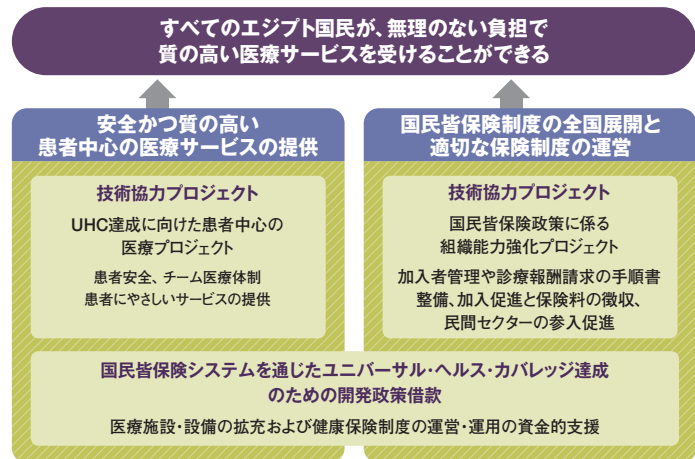 すべてのエジプト国民が、無理のない負担で
質の高い医療サービスを受けることができる
安全かつ質の高い
患者中心の医療サービスの提供
技術協力プロジェクト
UHC達成に向けた患者中心の
医療プロジェクト
患者安全、チーム医療体制
患者にやさしいサービスの提供
国民皆保険制度の全国展開と
適切な保険制度の運営
技術協力プロジェクト
国民皆保険政策に係る
組織能力強化プロジェクト
加入者管理や診療報酬請求の手順書
整備、加入促進と保険料の徴収、
民間セクターの参入促進
国民皆保険システムを通じたユニバーサル・ヘルス・カバレッジ達成
のための開発政策借款
医療施設・設備の拡充および健康保険制度の運営・運用の資金的支援